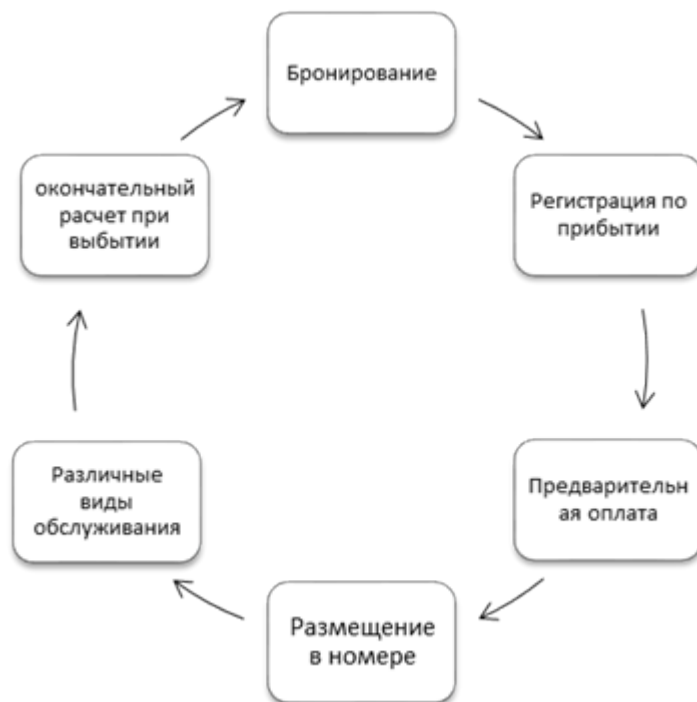 Бронирование
Регистрация по
прибытии
Предварительн
ая оплата
Размещение
в номере
Различные
виды
обслуживания
окончательный
расчет при
выбытии